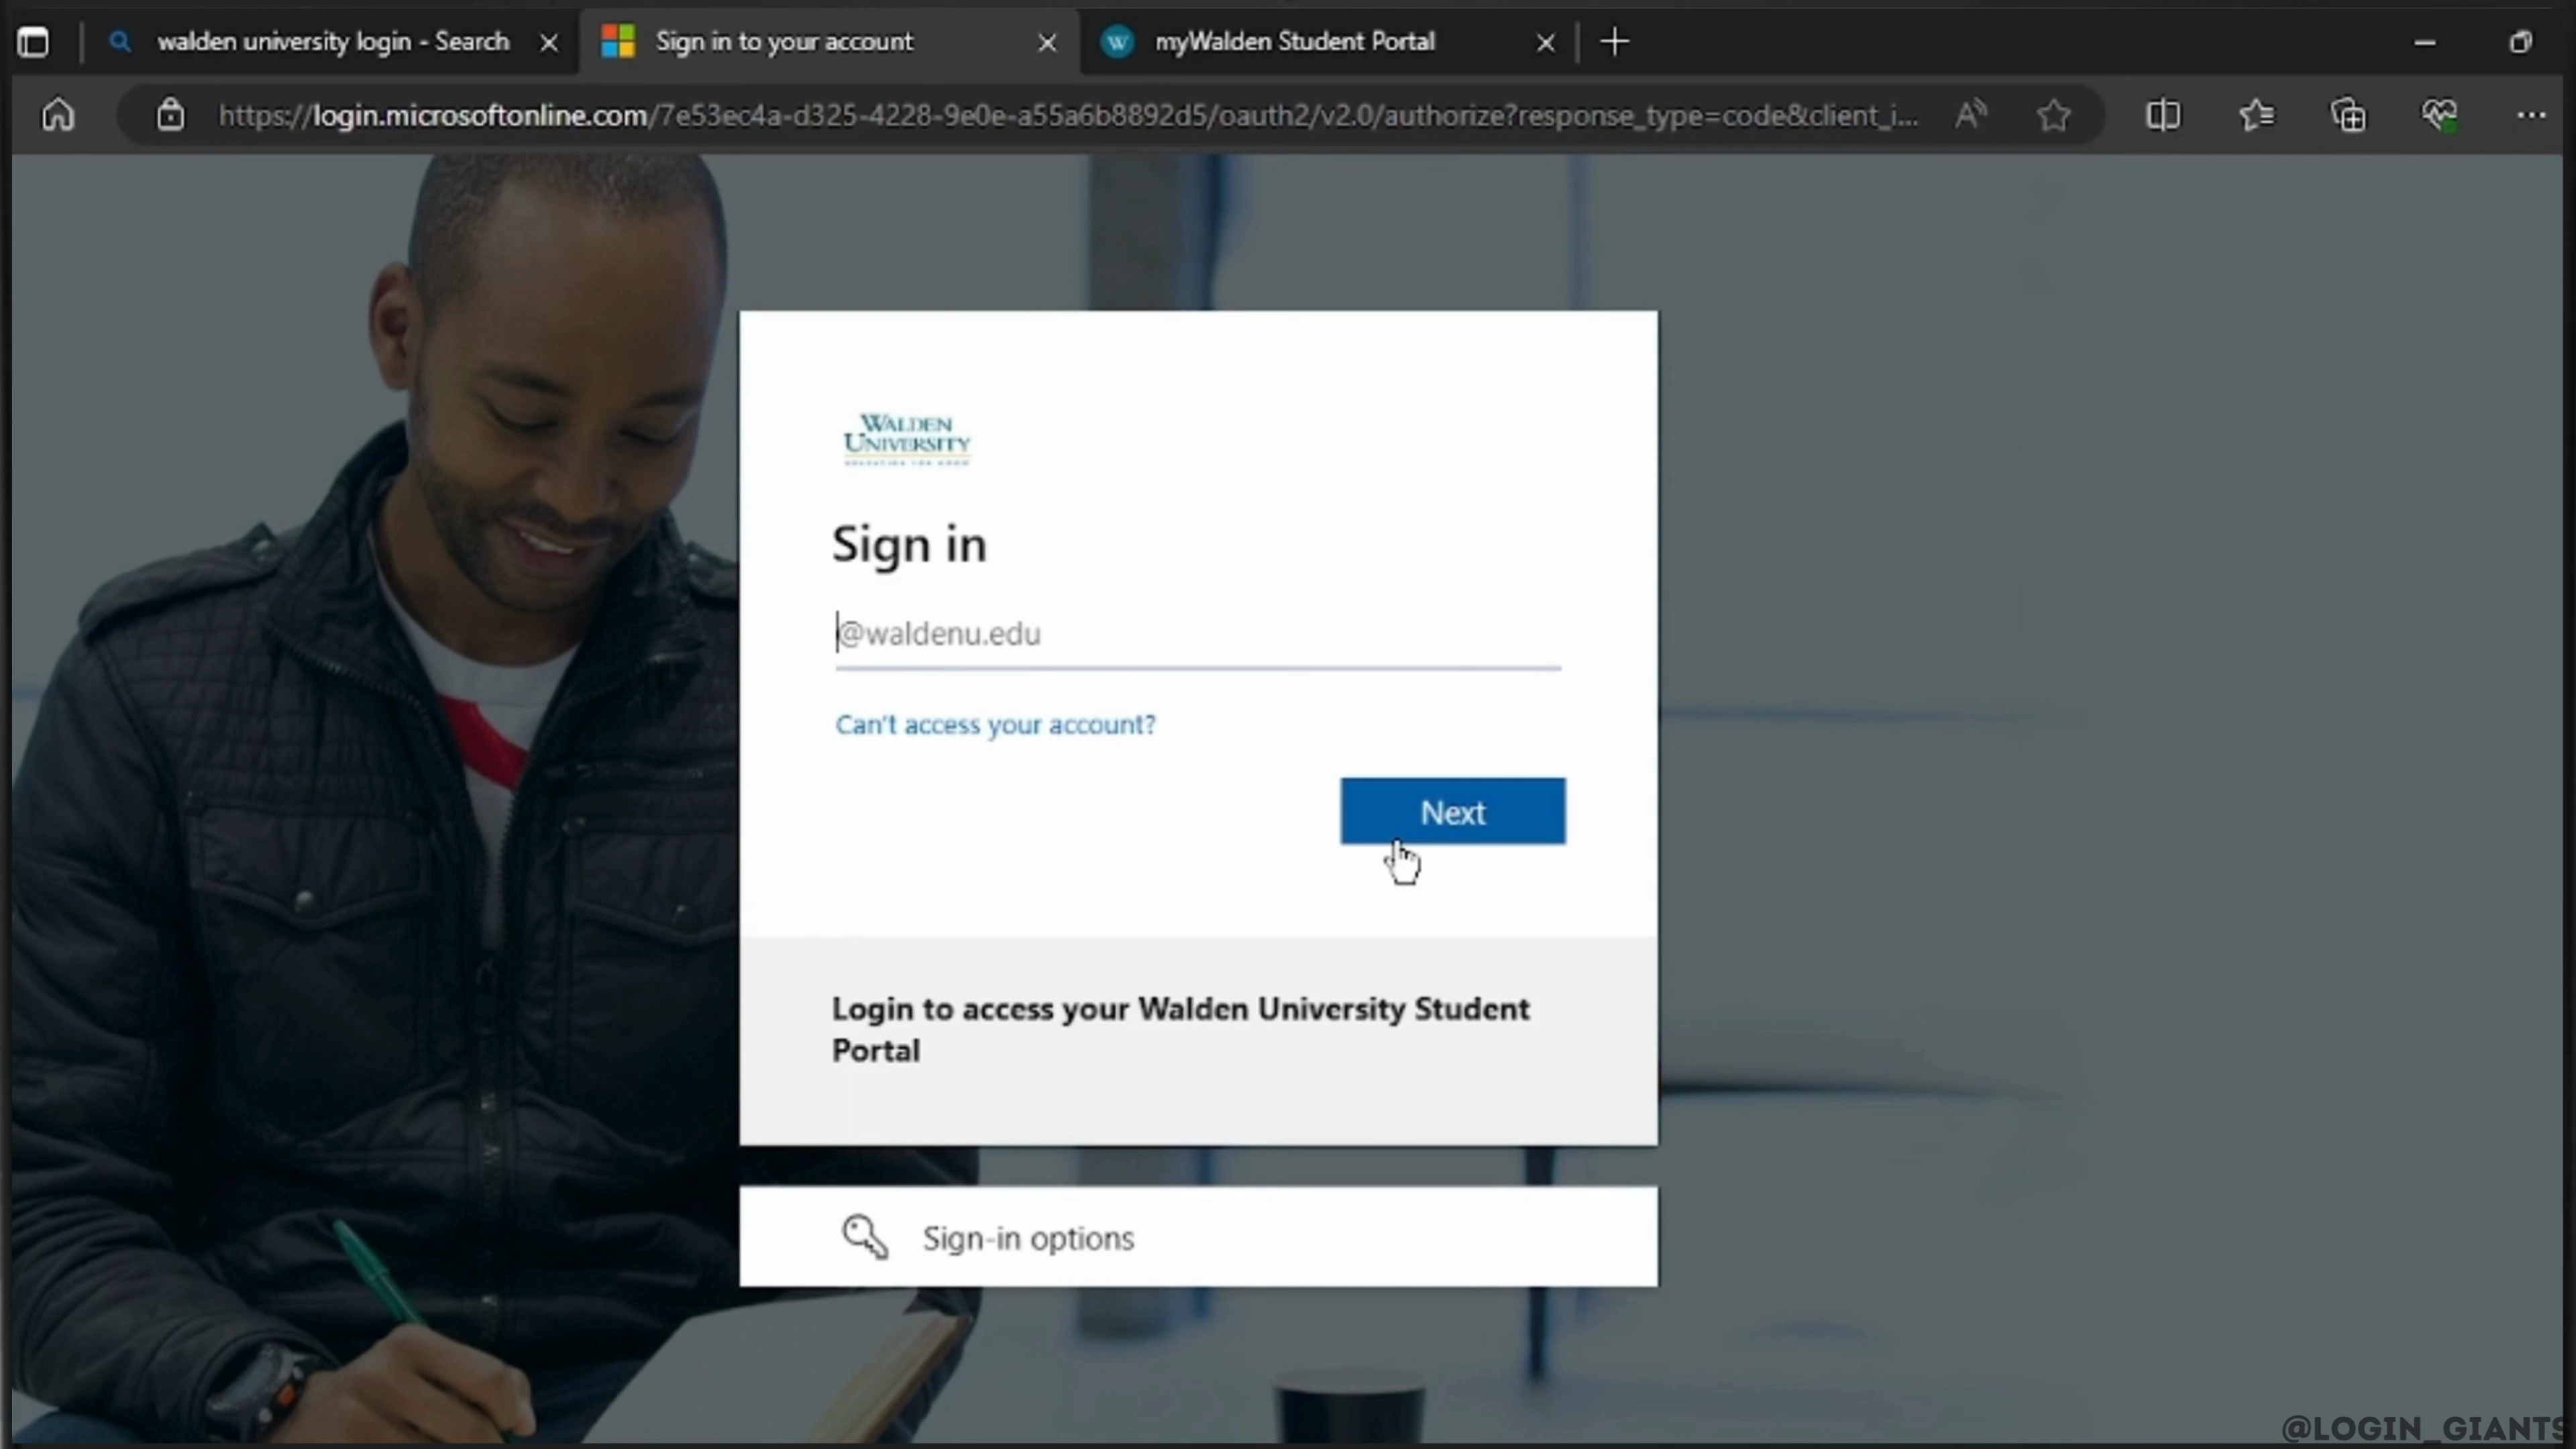 walden university login - Search
Sign in to your account
myWalden Student Portal
https://login.microsoftonline.com/7e53ec4a-d325-4228-9e0e-a55a6b8892d5/oauth2/v2.0/authorize?response_type=code&client_i...
WALDEN
UNIVERSITY
Sign in
@waldenu.edu
Can't access your account?
Next
Login to access your Walden University Student
Portal
Sign-in options
@LOGIN_GIANTS